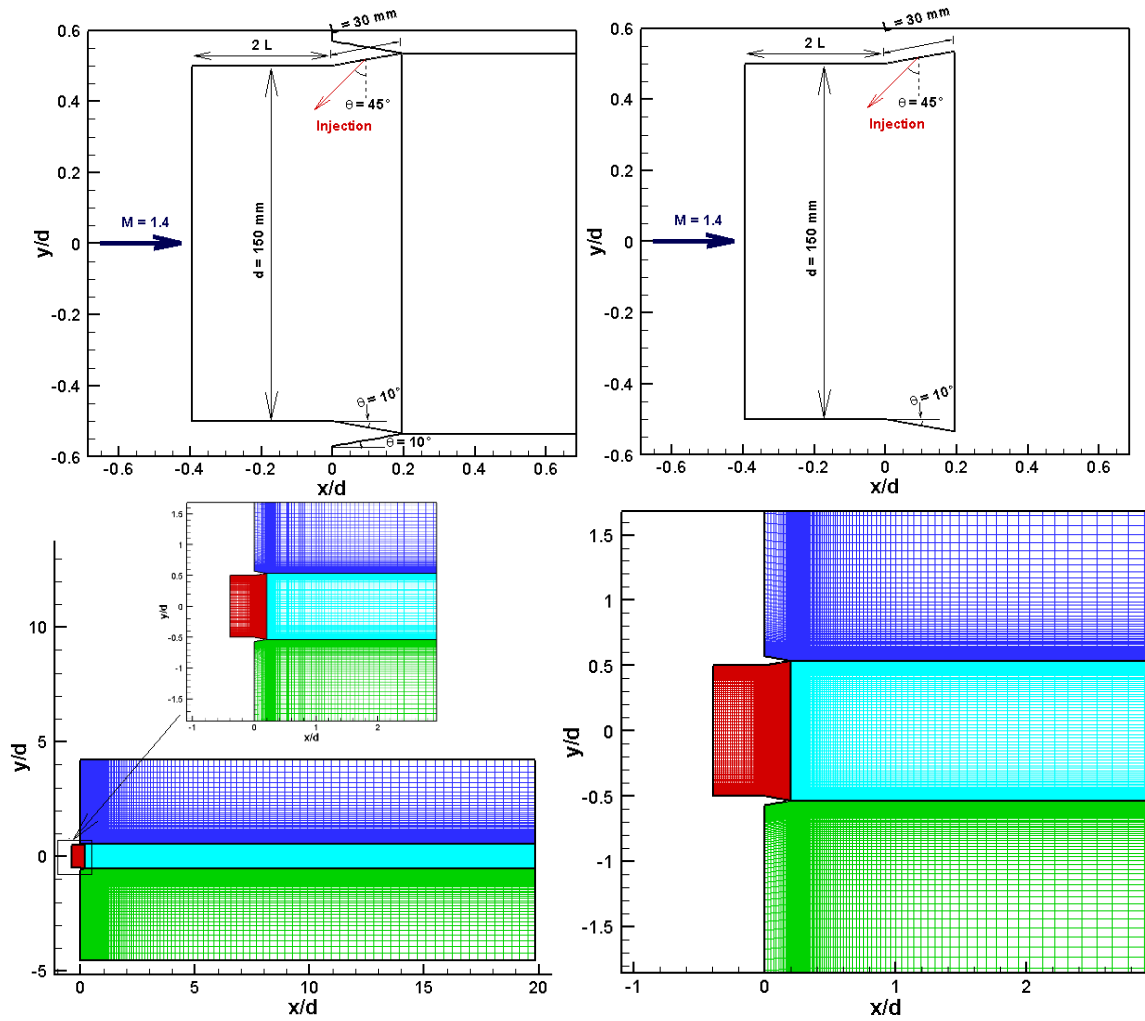 0.6
0.4
0.2
0
-0.2
-0.4
-0.6
y/d
2 L
L = 30 mm
θ = 45°
Injection
M = 1.4
d = 150 mm
θ = 10°
θ = 10°
-0.6 -0.4 -0.2 0 0.2 0.4 0.6
x/d
0.6
0.4
0.2
0
-0.2
-0.4
-0.6
y/d
2 L
L = 30 mm
θ = 45°
Injection
M = 1.4
d = 150 mm
θ = 10°
-0.6 -0.4 -0.2 0 0.2 0.4 0.6
x/d
1.5
1
0.5
0
-0.5
-1
-1.5
y/d
-1 0 1 2
x/d
10
5
0
-5
y/d
0 5 10 15 20
x/d
1.5
1
0.5
0
-0.5
-1
-1.5
y/d
-1 0 1 2
x/d